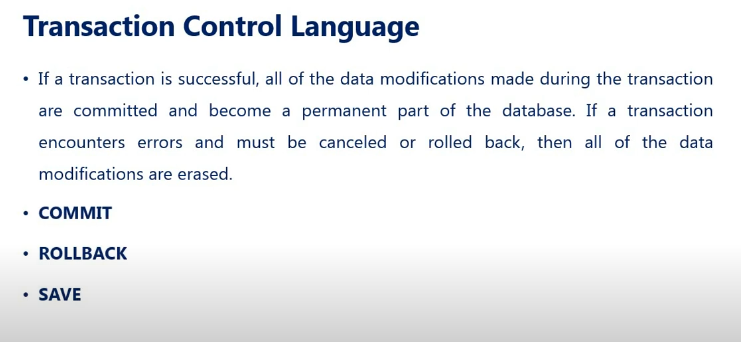 Transaction Control Language
• If a transaction is successful, all of the data modifications made during the transaction
are committed and become a permanent part of the database. If a transaction
encounters errors and must be canceled or rolled back, then all of the data
modifications are erased.
• COMMIT
• ROLLBACK
• SAVE